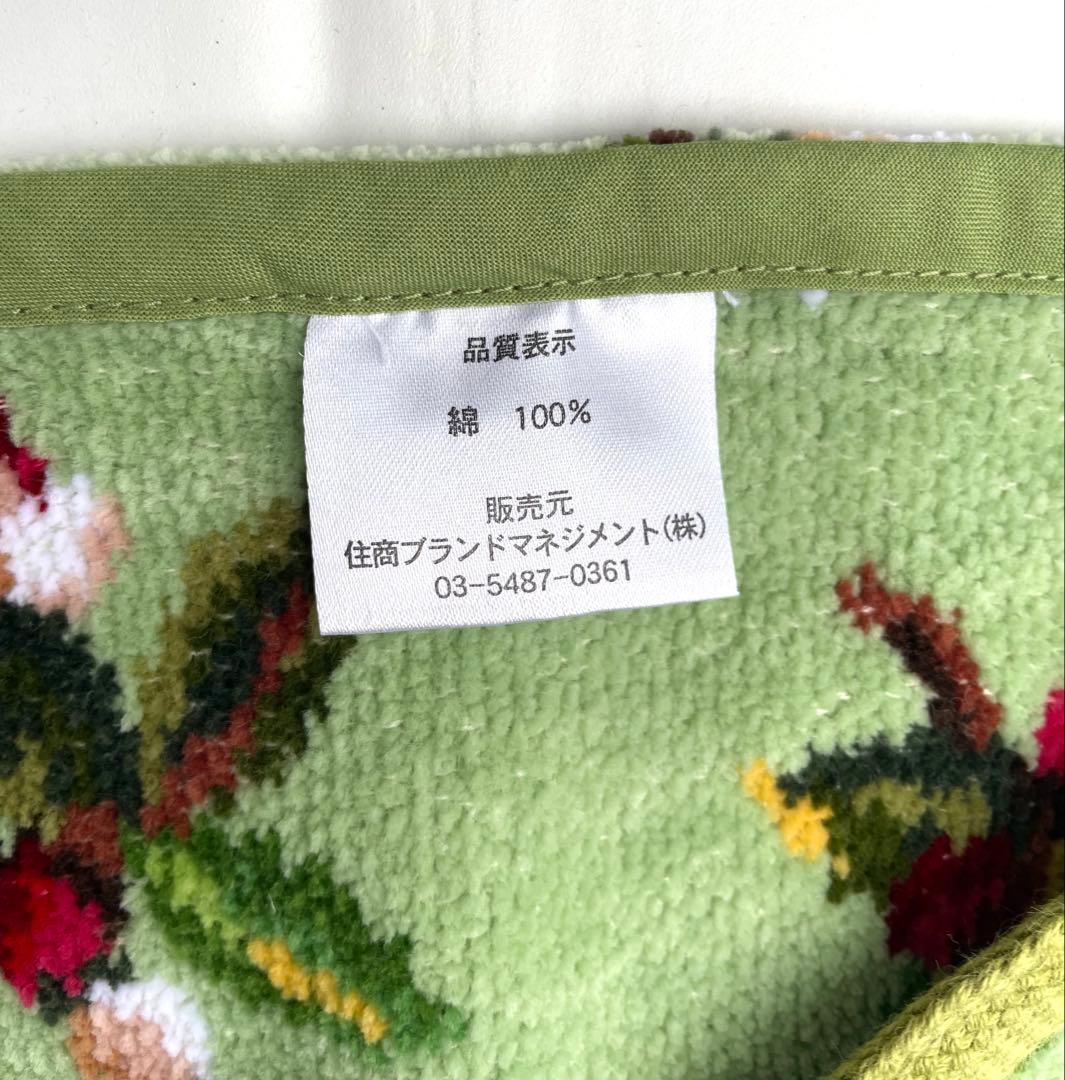 品質表示
綿　100%
販売元
住商ブランドマネジメント(株)
03-5487-0361